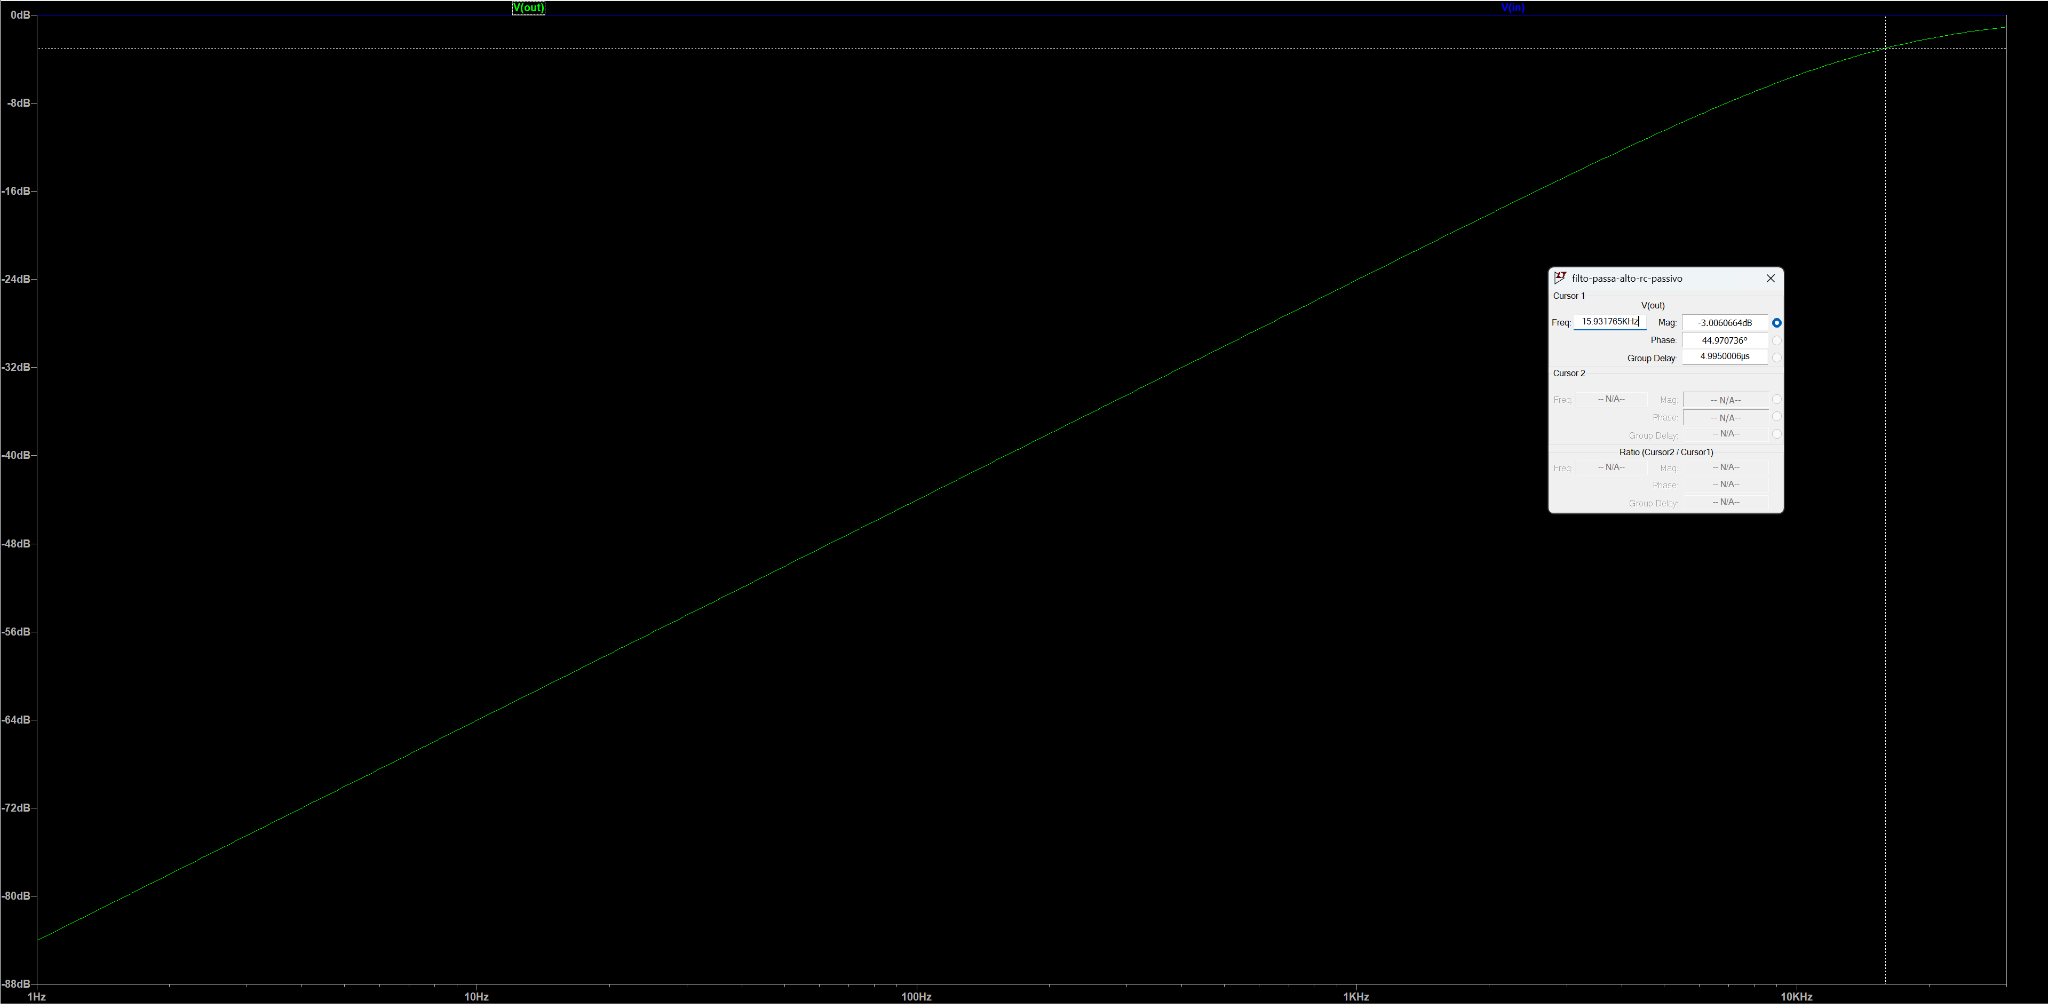 V(out) V(in)
0dB
-8dB
-16dB
-24dB
-32dB
-40dB
-48dB
-56dB
-64dB
-72dB
-80dB
-88dB
1Hz 10Hz 100Hz 1KHz 10KHz
filto-passa-alto-rc-passivo
Cursor 1
V(out)
Freq: 15.931765KHz Mag: -3.0060664dB
Phase: 44.970736°
Group Delay: 4.9950006µs
Cursor 2
Freq: -- N/A-- Mag: -- N/A--
Phase: -- N/A--
Group Delay: -- N/A--
Ratio (Cursor2 / Cursor1)
Freq: -- N/A-- Mag: -- N/A--
Phase: -- N/A--
Group Delay: -- N/A--